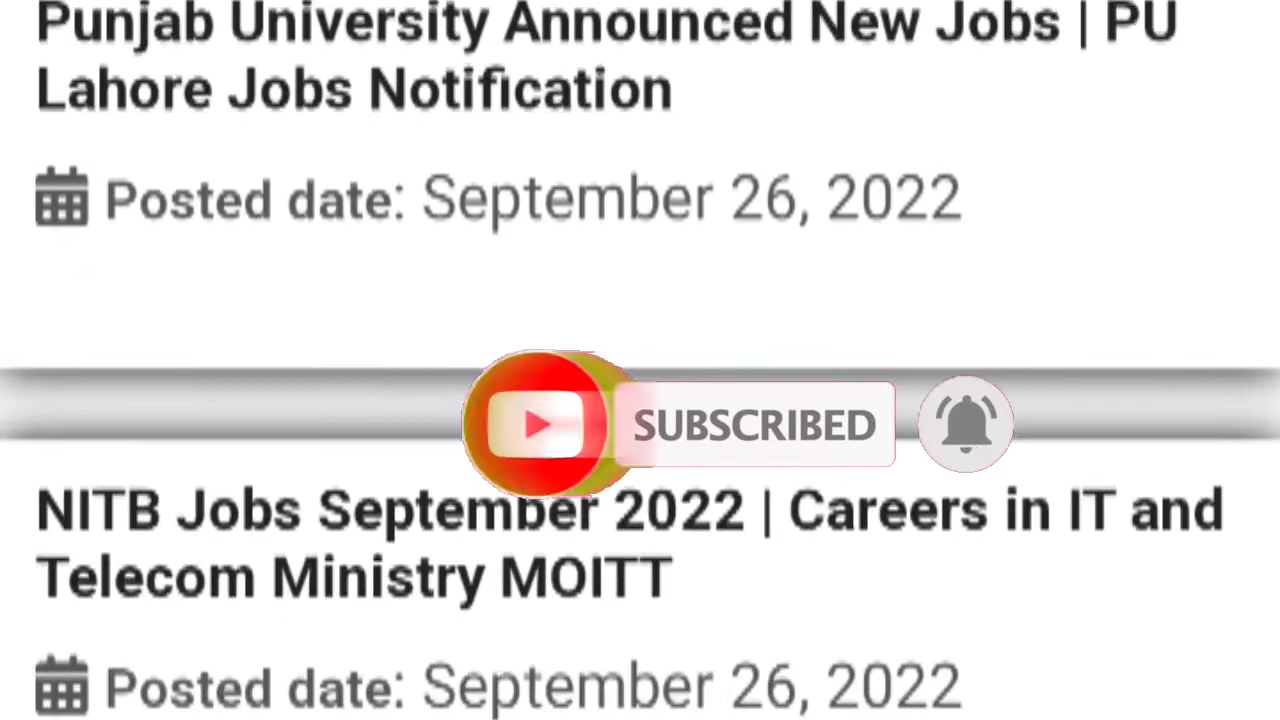 Punjab University Announced New Jobs | PU
Lahore Jobs Notification
Posted date: September 26, 2022
SUBSCRIBED
NITB Jobs September 2022 | Careers in IT and
Telecom Ministry MOITT
Posted date: September 26, 2022